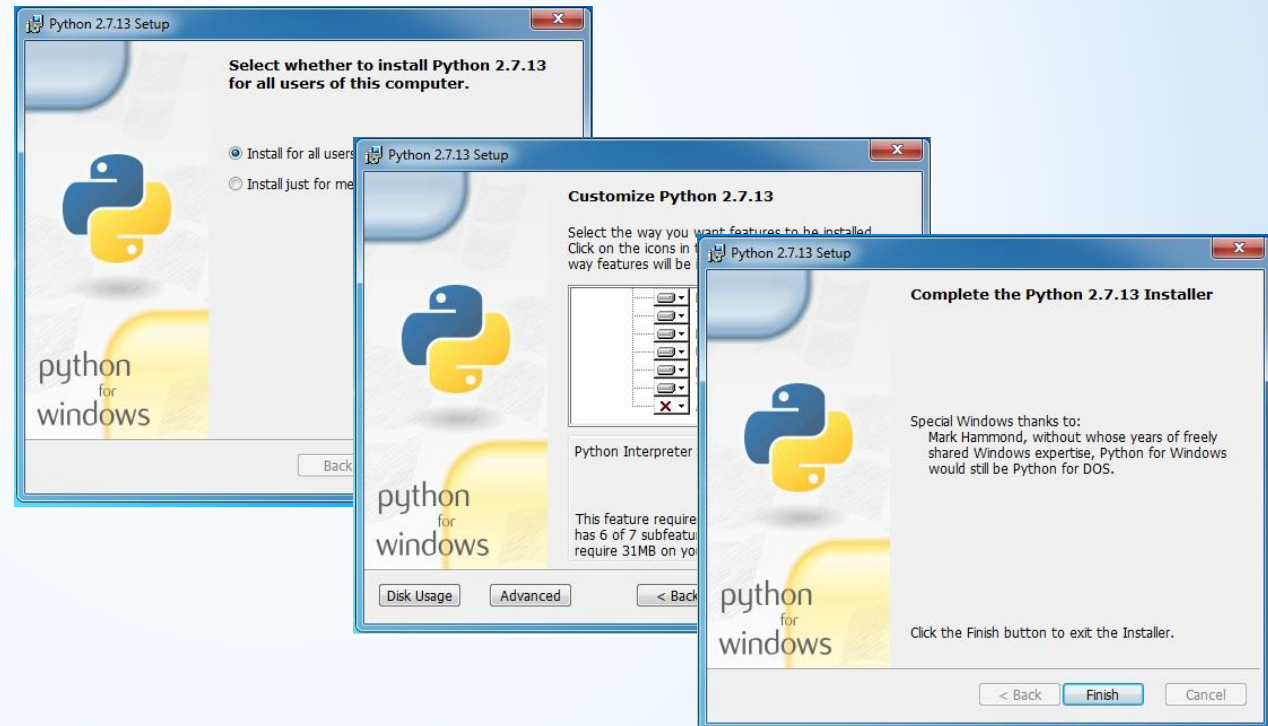 Python 2.7.13 Setup
Select whether to install Python 2.7.13
for all users of this computer.
Install for all users
Install just for me
python
for
windows
Back
Python 2.7.13 Setup
Customize Python 2.7.13
Select the way you want features to be installed.
Click on the icons in
way features will be
Python Interpreter
This feature require
has 6 of 7 subfeatu
require 31MB on yo
python
for
windows
Disk Usage
Advanced
< Back
Python 2.7.13 Setup
Complete the Python 2.7.13 Installer
Special Windows thanks to:
Mark Hammond, without whose years of freely
shared Windows expertise, Python for Windows
would still be Python for DOS.
Click the Finish button to exit the Installer.
python
for
windows
< Back
Finish
Cancel